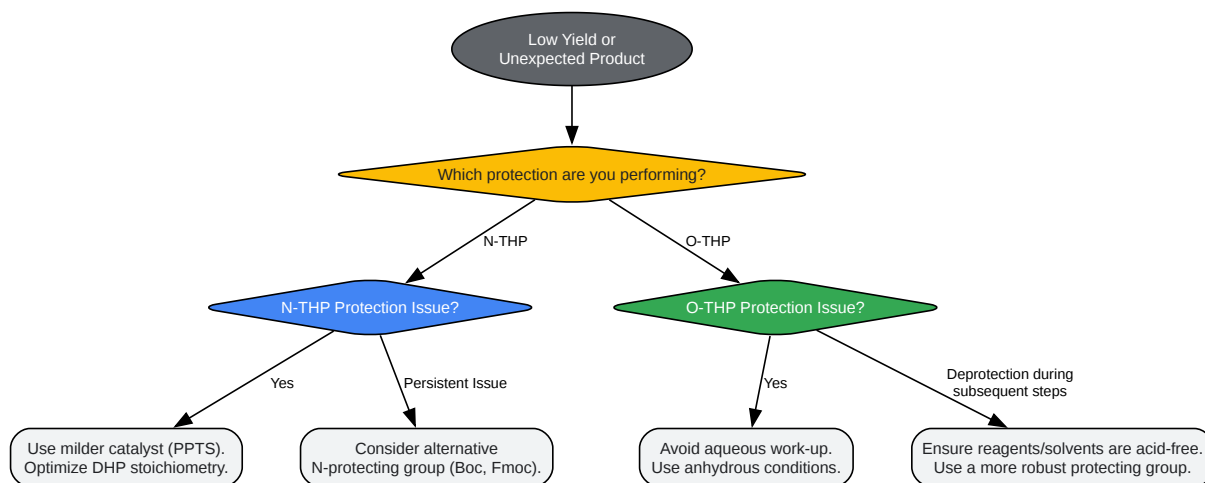 Low Yield or
Unexpected Product
Which protection are you performing?
N-THP
O-THP
N-THP Protection Issue?
O-THP Protection Issue?
Yes
Persistent Issue
Yes
Deprotection during
subsequent steps
Use milder catalyst (PPTS).
Optimize DHP stoichiometry.
Consider alternative
N-protecting group (Boc, Fmoc).
Avoid aqueous work-up.
Use anhydrous conditions.
Ensure reagents/solvents are acid-free.
Use a more robust protecting group.